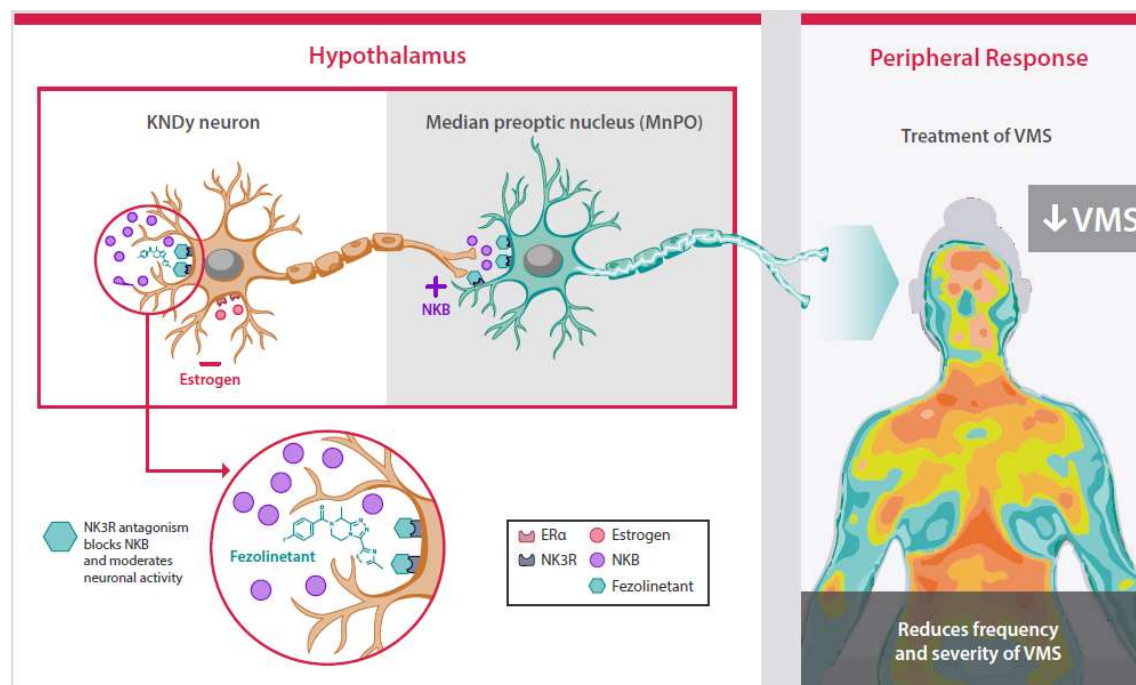 Hypothalamus
KNDy neuron
Median preoptic nucleus (MnPO)
NKB
Estrogen
NK3R antagonism
blocks NKB
and moderates
neuronal activity
F
O
N
N
N
N
N
S
N
Fezolinetant
ERα
Estrogen
NK3R
NKB
Fezolinetant
Peripheral Response
Treatment of VMS
↓ VMS
Reduces frequency
and severity of VMS